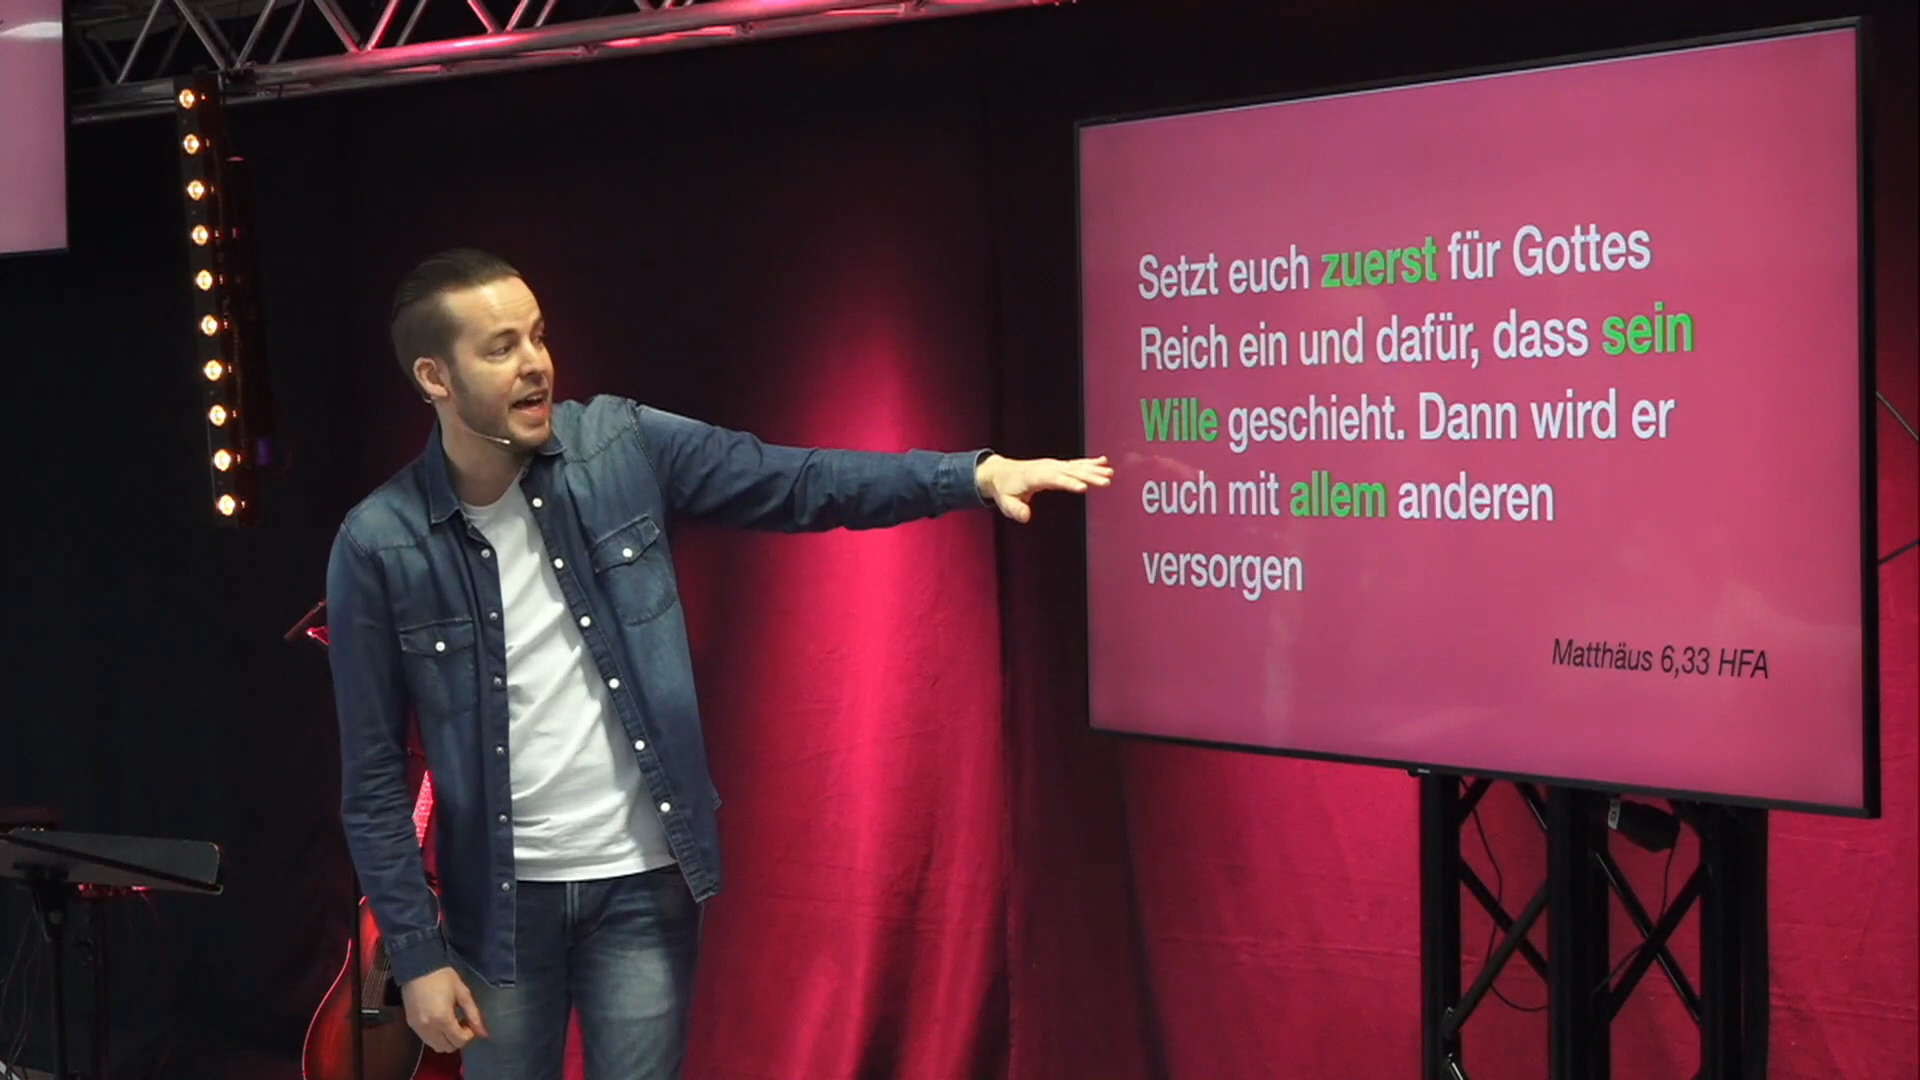 Setzt euch zuerst für Gottes
Reich ein und dafür, dass sein
Wille geschieht. Dann wird er
euch mit allem anderen
versorgen
Matthäus 6,33 HFA